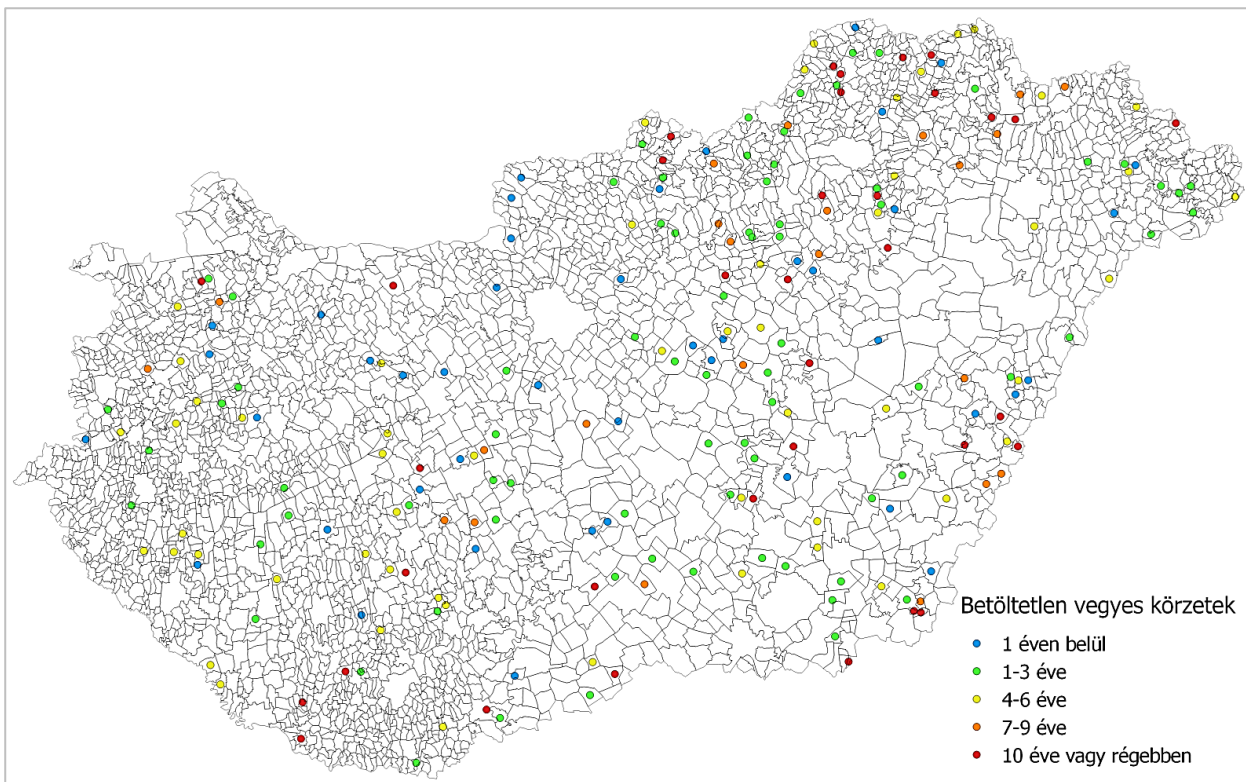 Betöltetlen vegyes körzetek
1 éven belül
1-3 éve
4-6 éve
7-9 éve
10 éve vagy régebben